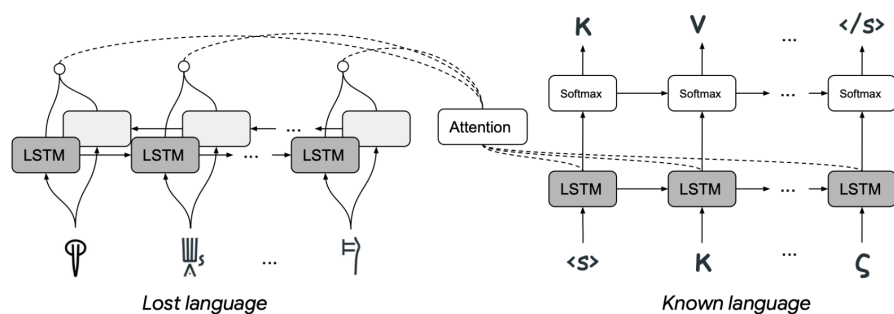 K V ... </s>
Softmax Softmax ... Softmax
Attention
LSTM LSTM ... LSTM
LSTM LSTM ... LSTM
...
<s> K ... ς
Lost language
Known language